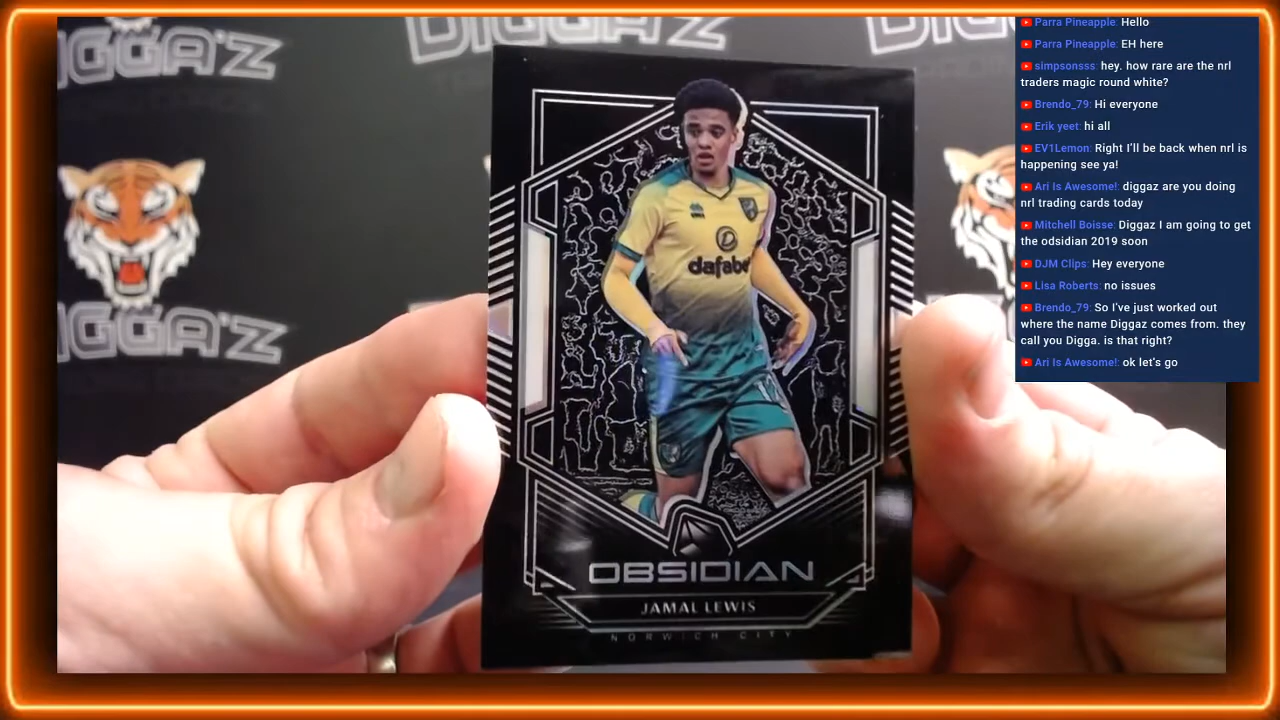 DIGGA'Z
DIGGA'Z
DIGGA'Z
DIGGA'Z
DIGGA'Z
dafabet
OBSIDIAN
JAMAL LEWIS
NORWICH CITY
Parra Pineapple: Hello
Parra Pineapple: EH here
simpsonsss: hey. how rare are the nrl
traders magic round white?
Brendo_79: Hi everyone
Erik yeet: hi all
EV1Lemon: Right I'll be back when nrl is
happening see ya!
Ari Is Awesome!: diggaz are you doing
nrl trading cards today
Mitchell Boisse: Diggaz I am going to get
the odsidian 2019 soon
DJM Clips: Hey everyone
Lisa Roberts: no issues
Brendo_79: So I've just worked out
where the name Diggaz comes from. they
call you Digga. is that right?
Ari Is Awesome!: ok let's go